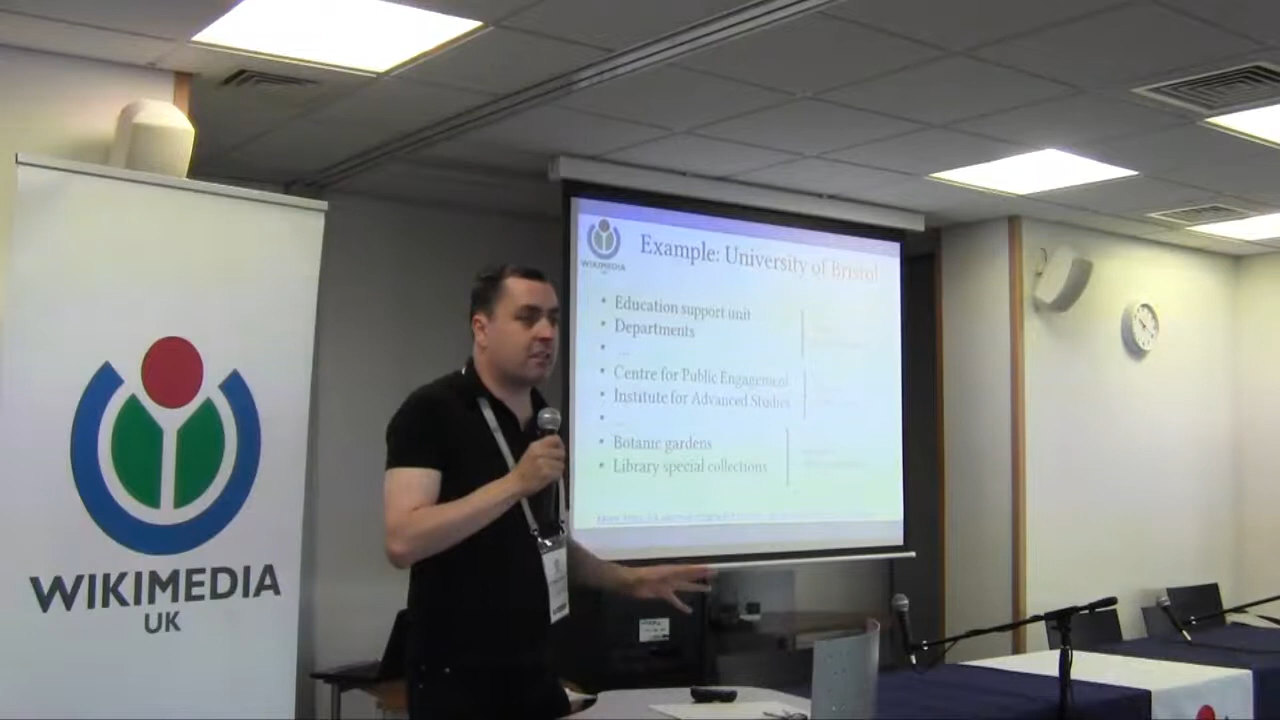 WIKIMEDIA
UK
WIKIMEDIA
Example: University of Bristol
• Education support unit
• Departments
• ...
• Centre for Public Engagement
• Institute for Advanced Studies
• ...
• Botanic gardens
• Library special collections